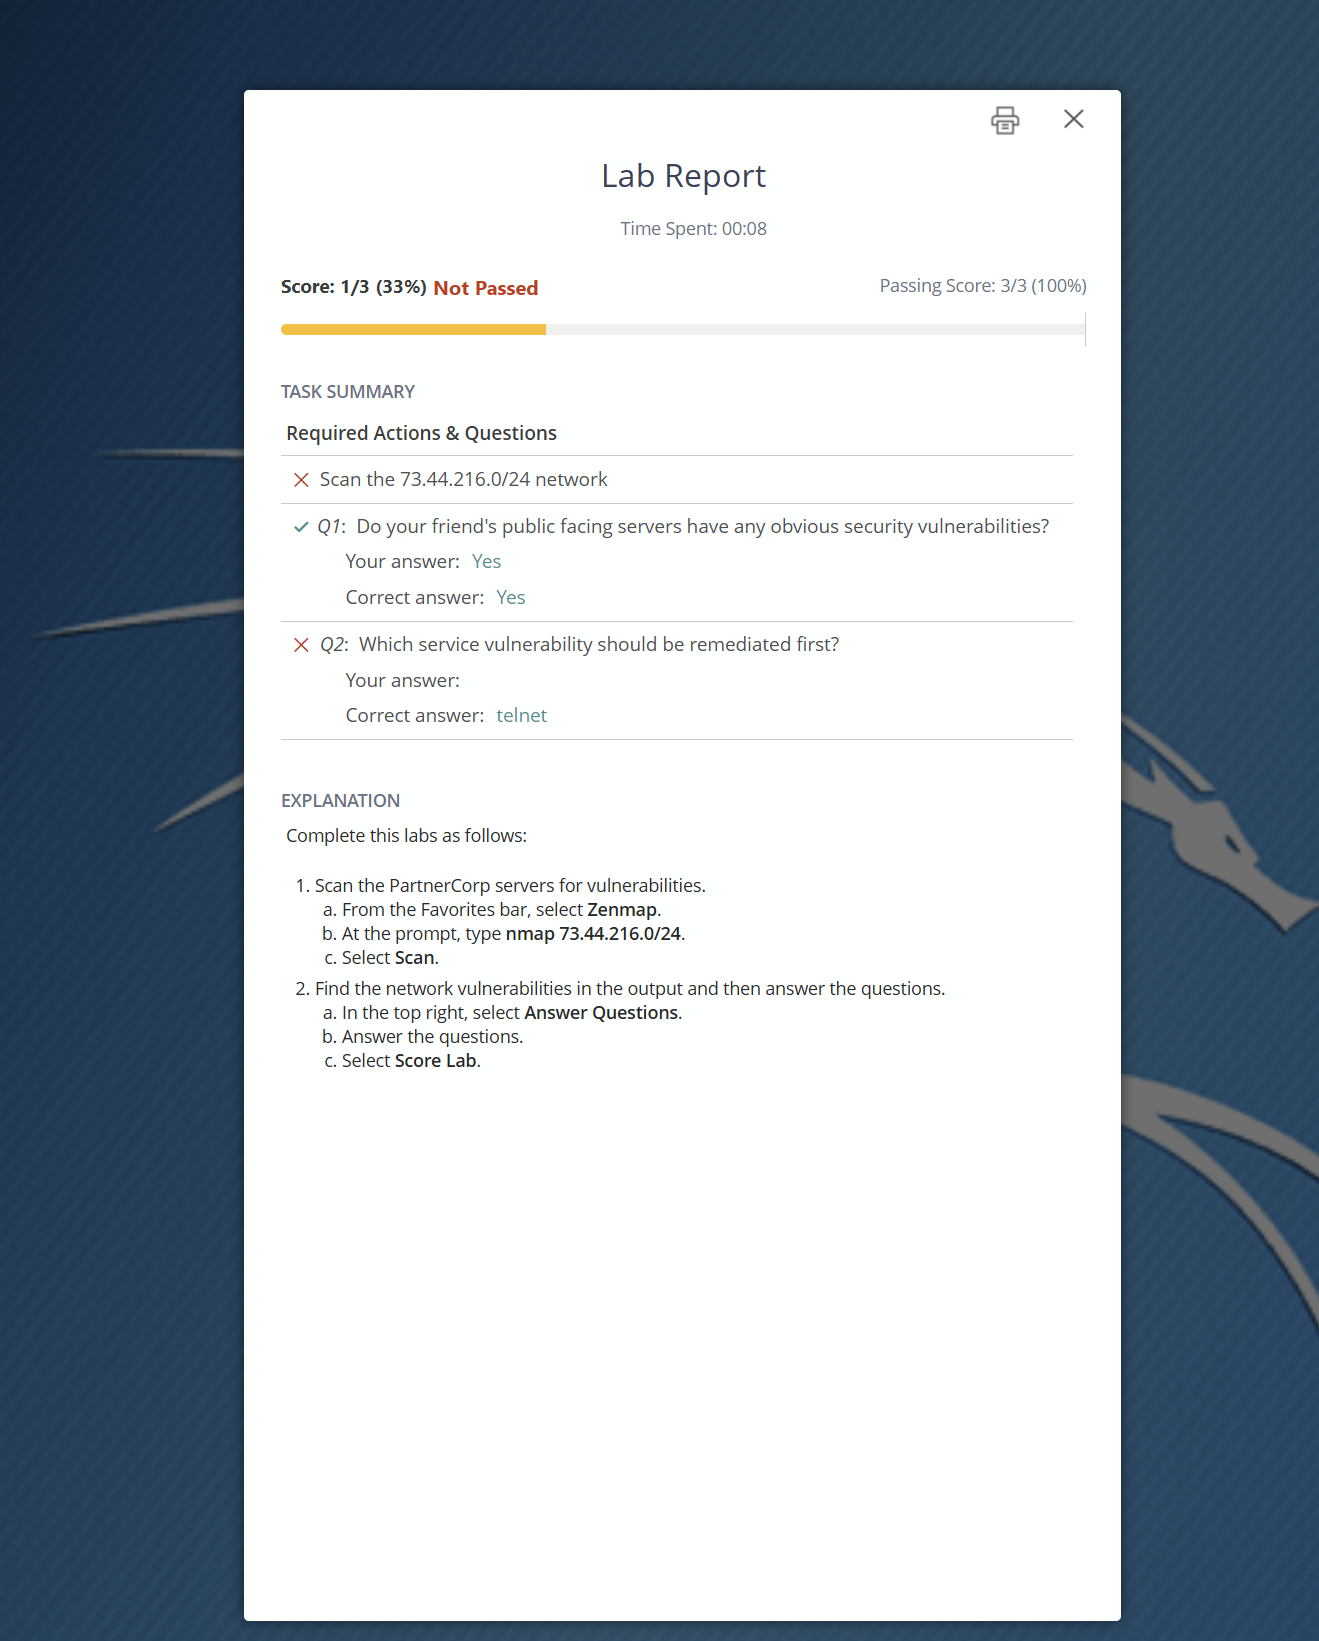 Lab Report
Time Spent: 00:08
Score: 1/3 (33%) Not Passed
Passing Score: 3/3 (100%)
TASK SUMMARY
Required Actions & Questions
Scan the 73.44.216.0/24 network
Q1: Do your friend's public facing servers have any obvious security vulnerabilities?
Your answer: Yes
Correct answer: Yes
Q2: Which service vulnerability should be remediated first?
Your answer:
Correct answer: telnet
EXPLANATION
Complete this labs as follows:
1. Scan the PartnerCorp servers for vulnerabilities.
a. From the Favorites bar, select Zenmap.
b. At the prompt, type nmap 73.44.216.0/24.
c. Select Scan.
2. Find the network vulnerabilities in the output and then answer the questions.
a. In the top right, select Answer Questions.
b. Answer the questions.
c. Select Score Lab.